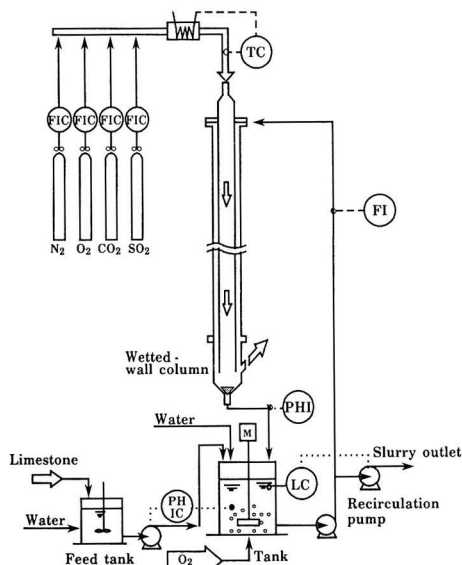 TC
FIC FIC FIC FIC
N₂ O₂ CO₂ SO₂
FI
Wetted-
wall column
PHI
Water
M
Limestone
PH
IC
LC
Slurry outlet
Water
Recirculation
pump
Feed tank
O₂
Tank